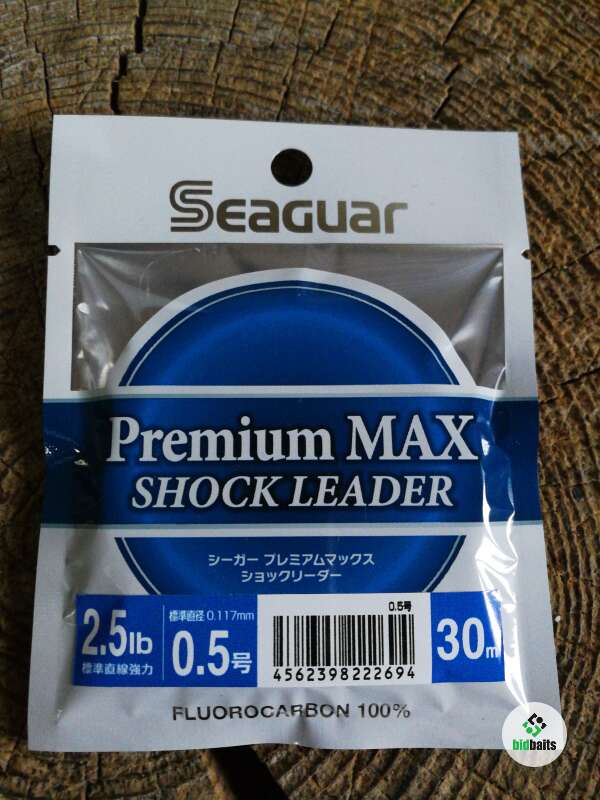 Seaguar
Premium MAX
SHOCK LEADER
シーガー プレミアムマックス
ショックリーダー
2.5lb
標準直線強力
標準直径 0.117mm
0.5号
0.5号
4562398222694
30m
FLUOROCARBON 100%
bidbaits